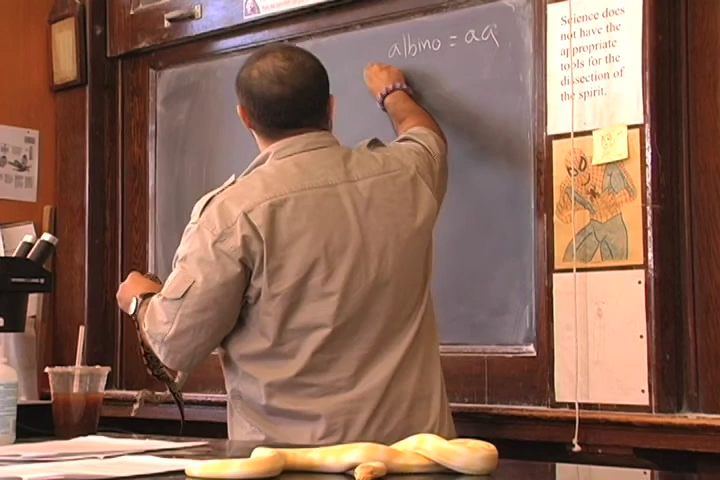 albino = aa
Science does
not have the
appropriate
tools for the
dissection of
the spirit.